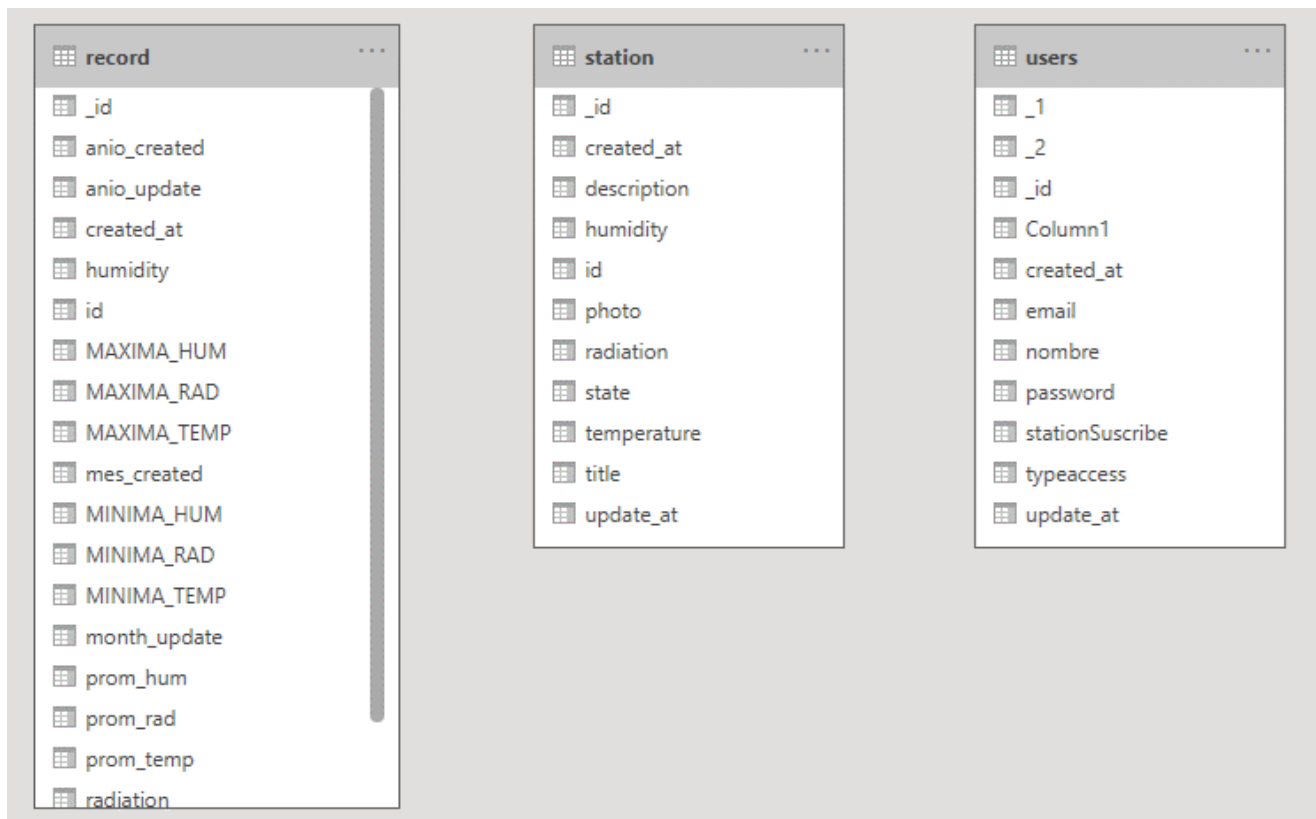 record
_id
anio_created
anio_update
created_at
humidity
id
MAXIMA_HUM
MAXIMA_RAD
MAXIMA_TEMP
mes_created
MINIMA_HUM
MINIMA_RAD
MINIMA_TEMP
month_update
prom_hum
prom_rad
prom_temp
radiation
station
_id
created_at
description
humidity
id
photo
radiation
state
temperature
title
update_at
users
_1
_2
_id
Column1
created_at
email
nombre
password
stationSuscribe
typeaccess
update_at